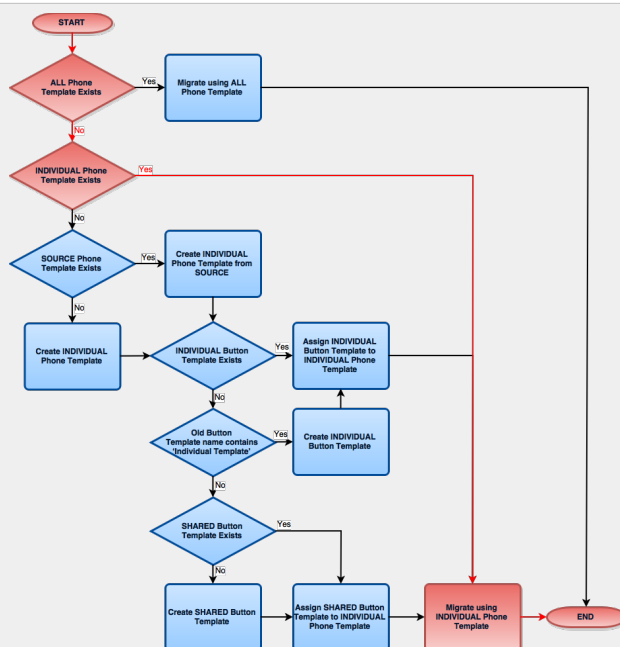 START
ALL Phone
Template Exists
Yes
Migrate using ALL
Phone Template
No
INDIVIDUAL Phone
Template Exists
Yes
No
SOURCE Phone
Template Exists
Yes
Create INDIVIDUAL
Phone Template from
SOURCE
No
Create INDIVIDUAL
Phone Template
INDIVIDUAL Button
Template Exists
Yes
Assign INDIVIDUAL
Button Template to
INDIVIDUAL Phone
Template
No
Old Button
Template name contains
'Individual Template'
Yes
Create INDIVIDUAL
Button Template
No
SHARED Button
Template Exists
Yes
No
Create SHARED Button
Template
Assign SHARED Button
Template to INDIVIDUAL
Phone Template
Migrate using
INDIVIDUAL Phone
Template
END